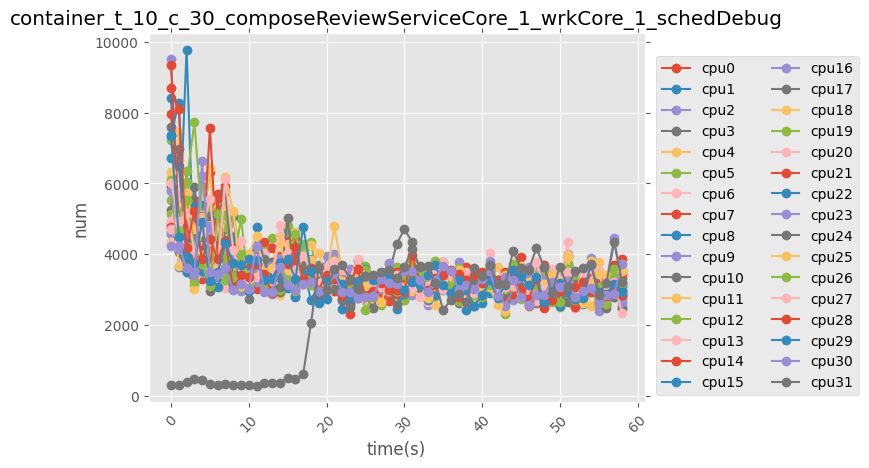 container_t_10_c_30_composeReviewServiceCore_1_wrkCore_1_schedDebug
10000
8000
6000
4000
2000
0
num
0
10
20
30
40
50
60
time(s)
cpu0
cpu1
cpu2
cpu3
cpu4
cpu5
cpu6
cpu7
cpu8
cpu9
cpu10
cpu11
cpu12
cpu13
cpu14
cpu15
cpu16
cpu17
cpu18
cpu19
cpu20
cpu21
cpu22
cpu23
cpu24
cpu25
cpu26
cpu27
cpu28
cpu29
cpu30
cpu31